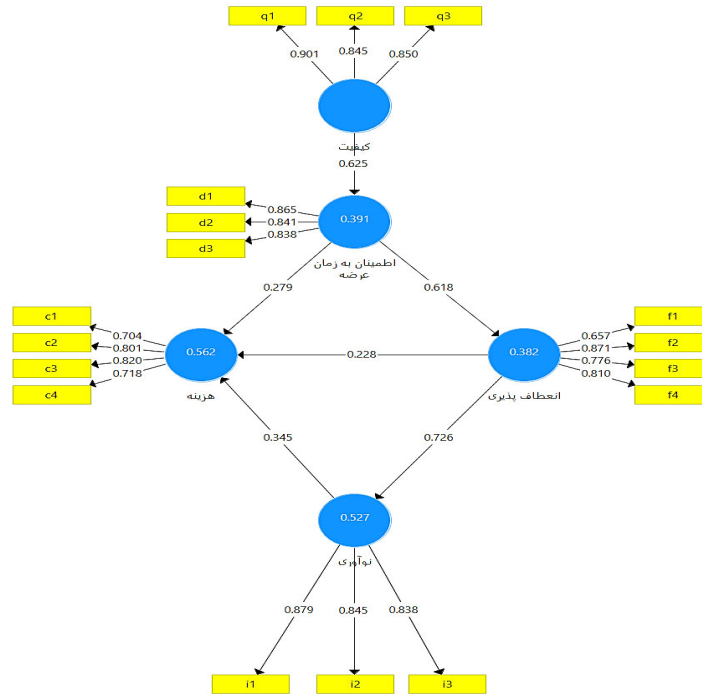 q1 q2 q3
0.901 0.845 0.850
کیفیت
0.625
d1
d2
d3
0.865
0.841
0.838
0.391
اطمینان به زمان
عرضه
0.279 0.618
c1
c2
c3
c4
0.704
0.801
0.820
0.718
0.562
هزینه
0.228
0.382
انعطاف پذیری
0.657
0.871
0.776
0.810
f1
f2
f3
f4
0.345 0.726
0.527
نوآوری
0.879 0.845 0.838
i1 i2 i3